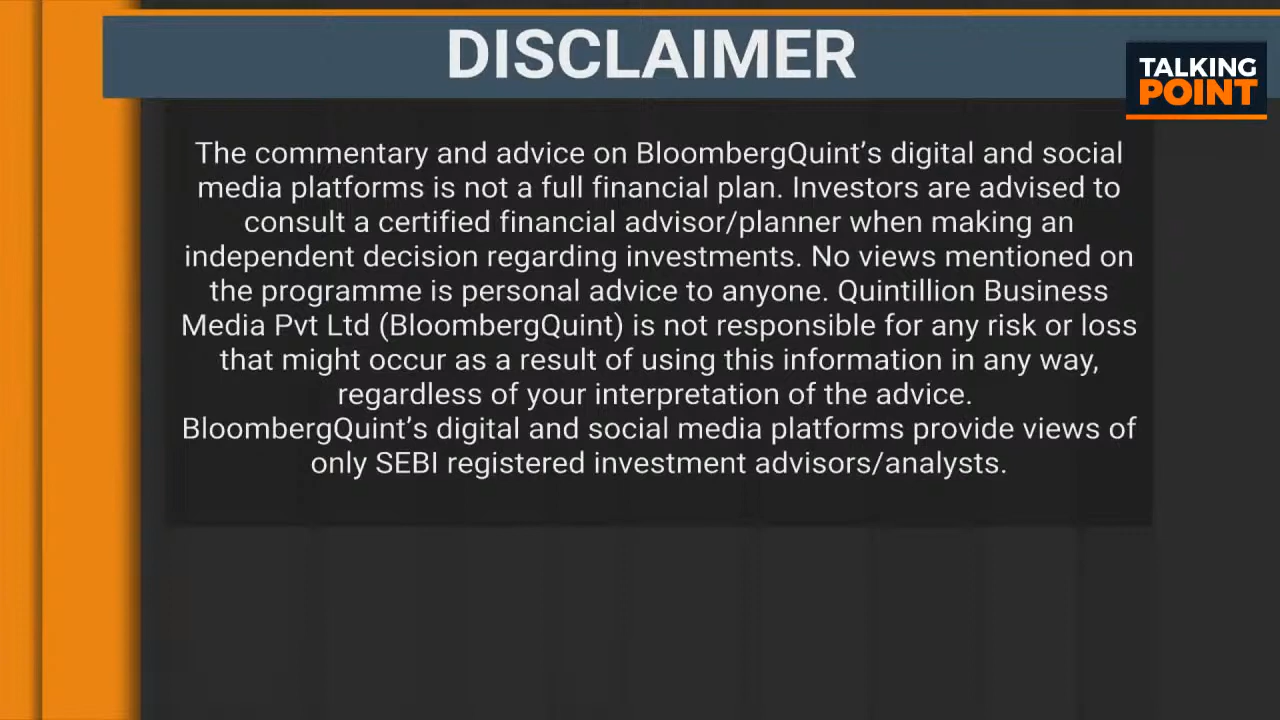 DISCLAIMER
TALKING
POINT
The commentary and advice on BloombergQuint's digital and social
media platforms is not a full financial plan. Investors are advised to
consult a certified financial advisor/planner when making an
independent decision regarding investments. No views mentioned on
the programme is personal advice to anyone. Quintillion Business
Media Pvt Ltd (BloombergQuint) is not responsible for any risk or loss
that might occur as a result of using this information in any way,
regardless of your interpretation of the advice.
BloombergQuint's digital and social media platforms provide views of
only SEBI registered investment advisors/analysts.